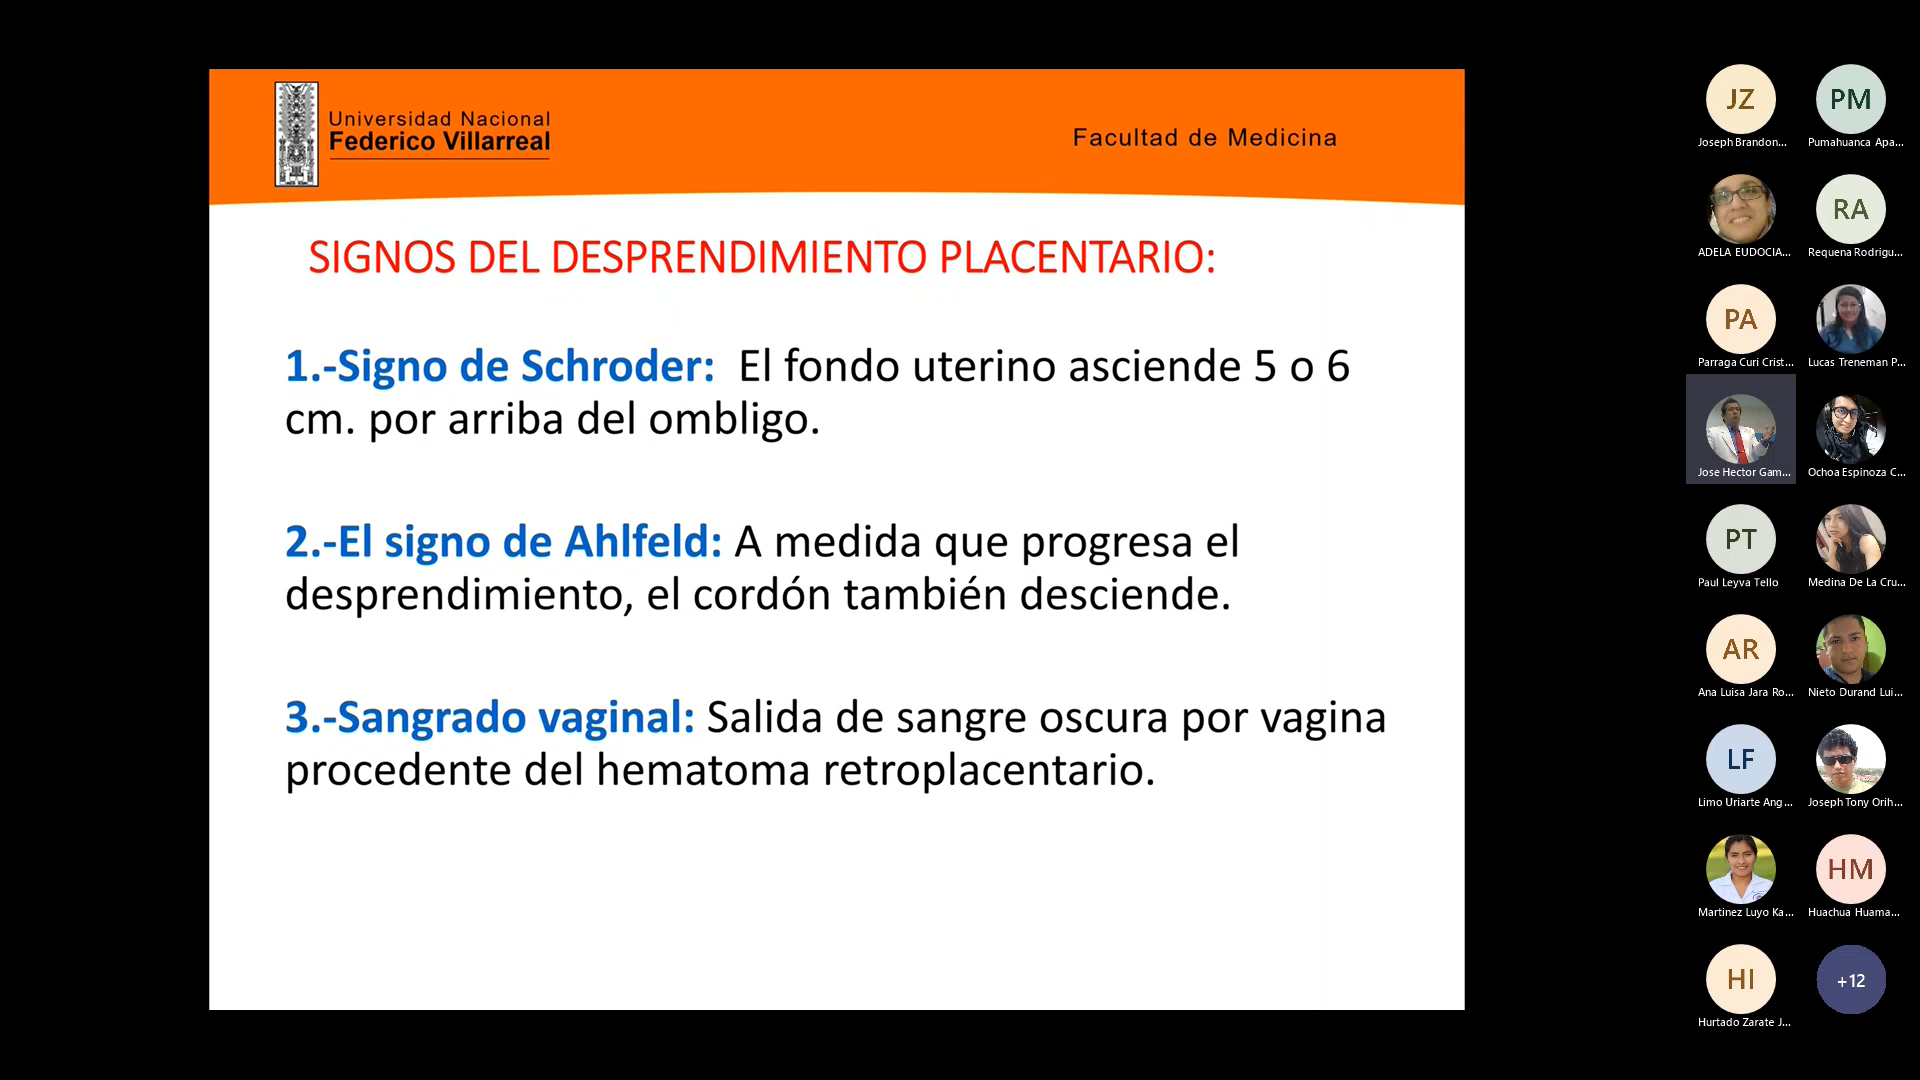 Universidad Nacional
Federico Villarreal
Facultad de Medicina
SIGNOS DEL DESPRENDIMIENTO PLACENTARIO:
1.-Signo de Schroder: El fondo uterino asciende 5 o 6
cm. por arriba del ombligo.
2.-El signo de Ahlfeld: A medida que progresa el
desprendimiento, el cordón también desciende.
3.-Sangrado vaginal: Salida de sangre oscura por vagina
procedente del hematoma retroplacentario.
JZ
PM
Joseph Brandon...
Pumahuanca Apa...
RA
ADELA EUDOCIA...
Requena Rodrigu...
PA
Parraga Curi Crist...
Lucas Treneman P...
Jose Hector Gam...
Ochoa Espinoza C...
PT
Paul Leyva Tello
Medina De La Cru...
AR
Ana Luisa Jara Ro...
Nieto Durand Lui...
LF
Limo Uriarte Ang...
Joseph Tony Orih...
HM
Martinez Luyo Ka...
Huachua Huama...
HI
+12
Hurtado Zarate J...